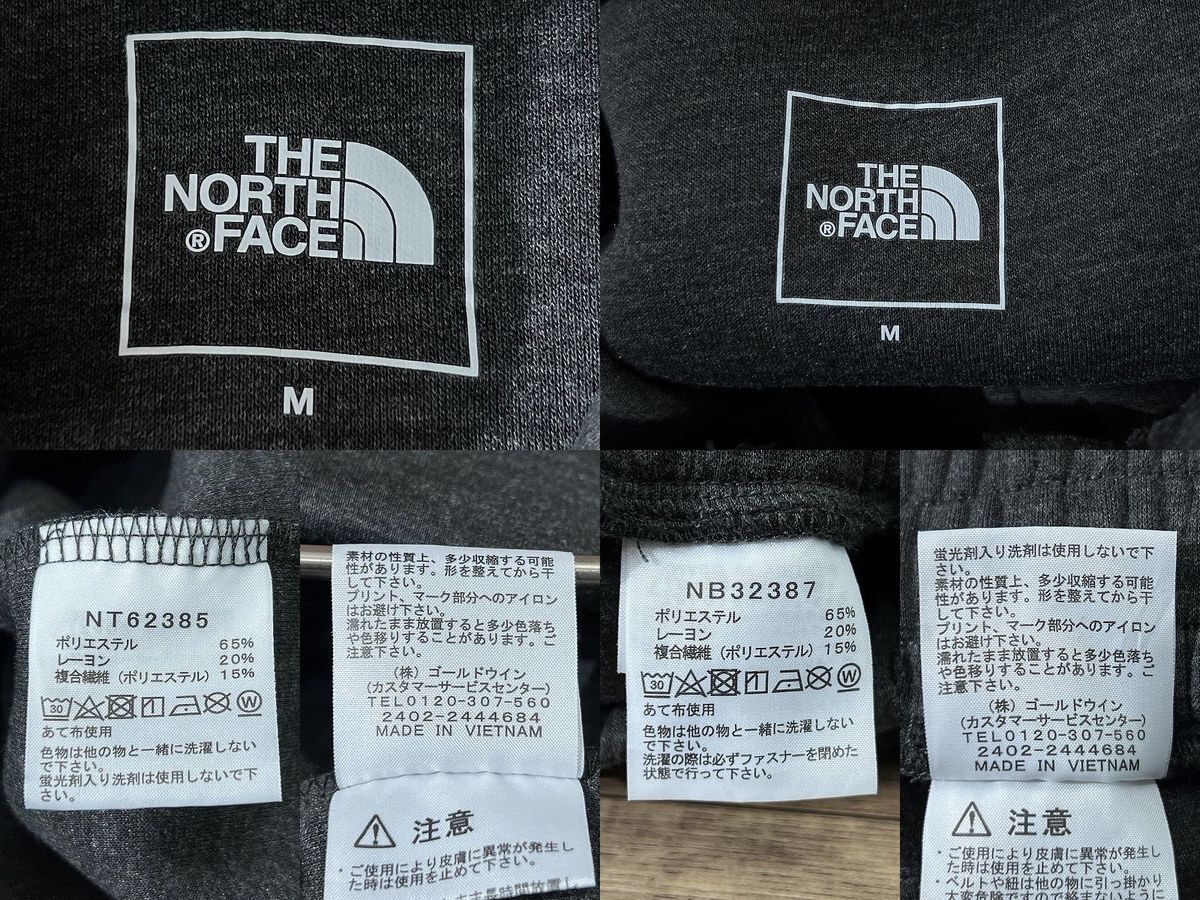 THE
NORTH
®FACE
M
THE
NORTH
®FACE
M
NT62385
ポリエステル 65%
レーヨン 20%
複合繊維(ポリエステル) 15%
30 W
あて布使用
色物は他の物と一緒に洗濯しない
で下さい。
蛍光剤入り洗剤は使用しないで下
さい。
素材の性質上、多少収縮する可能
性があります。形を整えてから干
して下さい。
プリント、マーク部分へのアイロン
はお避け下さい。
濡れたまま放置すると多少色落ち
や色移りすることがあります。ご
注意下さい。
(株)ゴールドウイン
(カスタマーサービスセンター)
TEL0120-307-560
2402-2444684
MADE IN VIETNAM
注意
・ご使用により皮膚に異常が発生し
た時は使用を止めて下さい。
NB32387
ポリエステル 65%
レーヨン 20%
複合繊維(ポリエステル) 15%
30 W
あて布使用
色物は他の物と一緒に洗濯しない
で下さい。
洗濯の際は必ずファスナーを閉めた
状態で行って下さい。
蛍光剤入り洗剤は使用しないで下
さい。
素材の性質上、多少収縮する可能
性があります。形を整えてから干
して下さい。
プリント、マーク部分へのアイロン
はお避け下さい。
濡れたまま放置すると多少色落ち
や色移りすることがあります。ご
注意下さい。
(株)ゴールドウイン
(カスタマーサービスセンター)
TEL0120-307-560
2402-2444684
MADE IN VIETNAM
注意
・ご使用により皮膚に異常が発生し
た時は使用を止めて下さい。
・ベルトや紐は他の物に引っ掛かり
大変危険ですので絡まないように